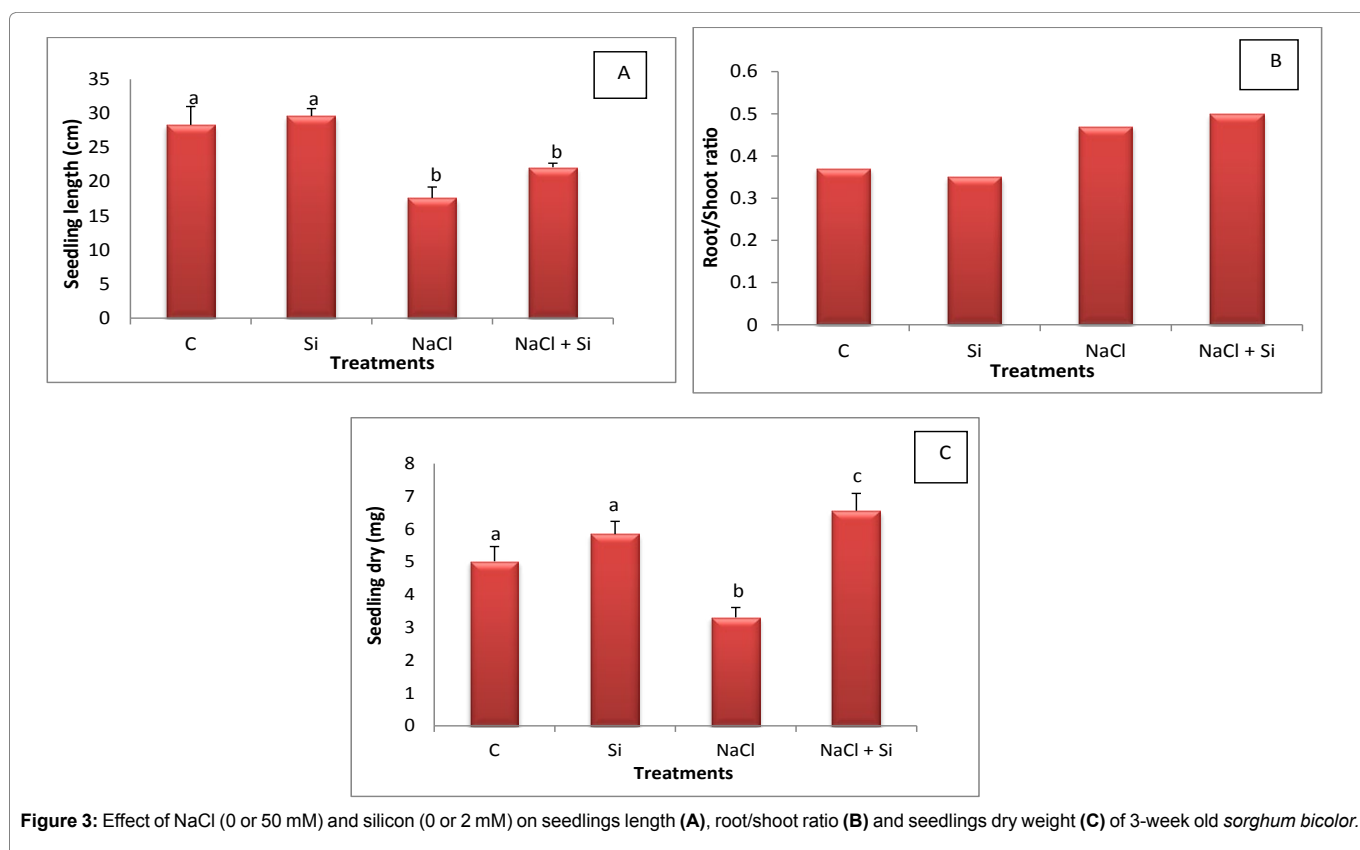 A
35
30
25
20
15
10
5
0
Seedling length (cm)
a
a
b
b
C Si NaCl NaCl + Si
Treatments
B
0.6
0.5
0.4
0.3
0.2
0.1
0
Root/Shoot ratio
C Si NaCl NaCl + Si
Treatments
C
8
7
6
5
4
3
2
1
0
Seedling dry (mg)
a
a
b
c
C Si NaCl NaCl + Si
Treatments
Figure 3: Effect of NaCl (0 or 50 mM) and silicon (0 or 2 mM) on seedlings length (A), root/shoot ratio (B) and seedlings dry weight (C) of 3-week old sorghum bicolor.